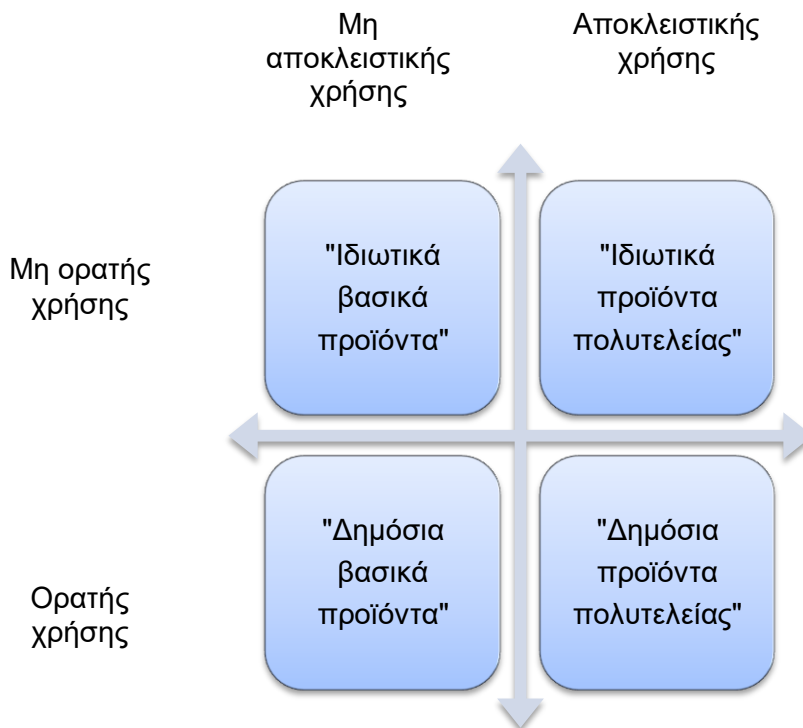 Μη
αποκλειστικής
χρήσης
Αποκλειστικής
χρήσης
Μη ορατής
χρήσης
"Ιδιωτικά
βασικά
προϊόντα"
"Ιδιωτικά
προϊόντα
πολυτελείας"
Ορατής
χρήσης
"Δημόσια
βασικά
προϊόντα"
"Δημόσια
προϊόντα
πολυτελείας"